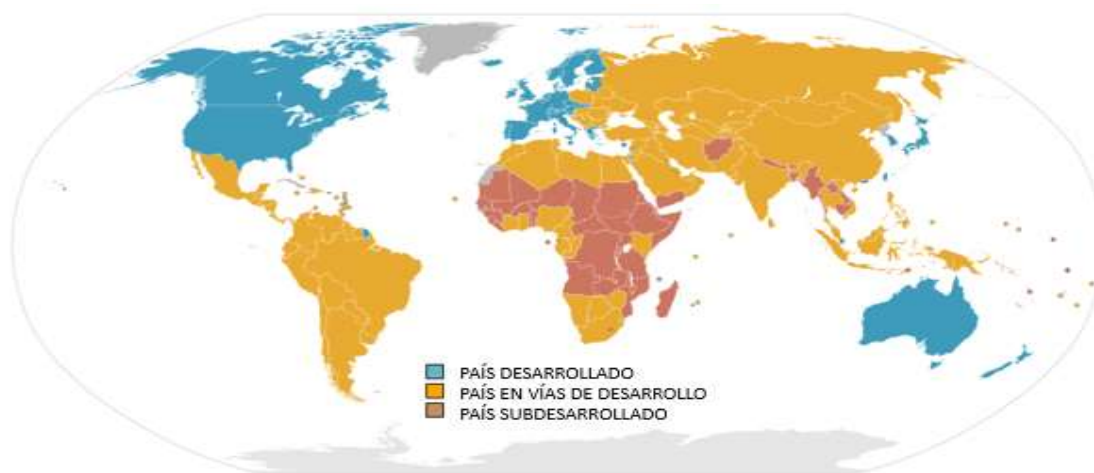 PAÍS DESARROLLADO
PAÍS EN VÍAS DE DESARROLLO
PAÍS SUBDESARROLLADO